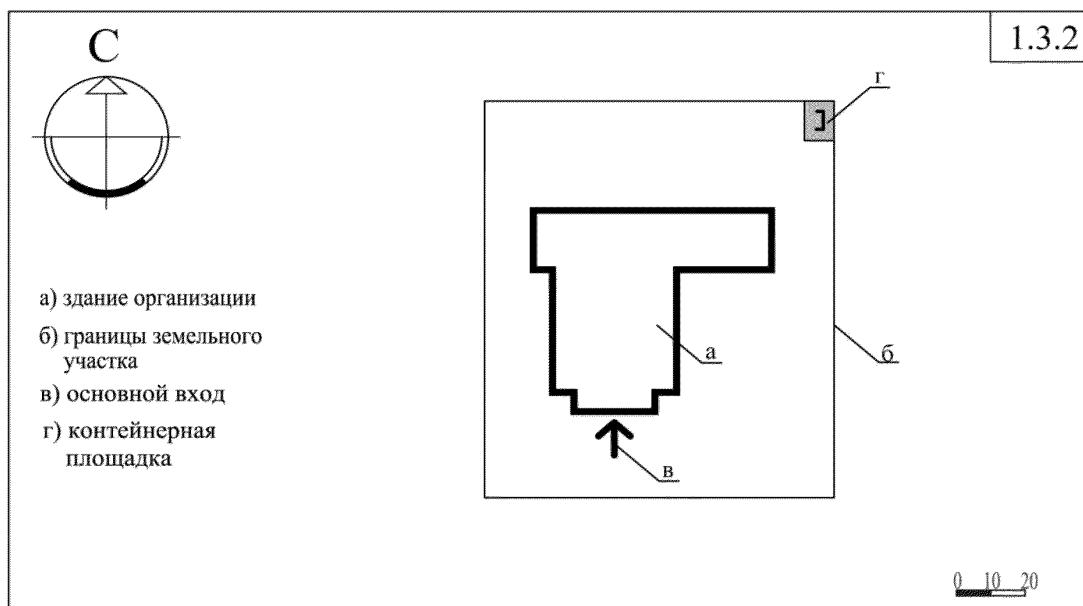 1.3.2
С
г
а) здание организации
б) границы земельного
участка
в) основной вход
г) контейнерная
площадка
а
б
в
0 10 20